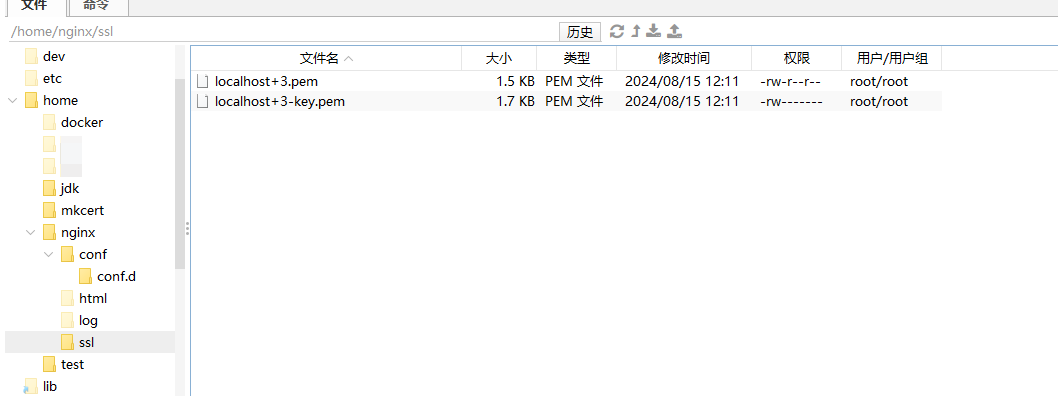 文件 命令
/home/nginx/ssl 历史
文件名 大小 类型 修改时间 权限 用户/用户组
localhost+3.pem 1.5 KB PEM 文件 2024/08/15 12:11 -rw-r--r-- root/root
localhost+3-key.pem 1.7 KB PEM 文件 2024/08/15 12:11 -rw------- root/root
dev
etc
home
docker
jdk
mkcert
nginx
conf
conf.d
html
log
ssl
test
lib